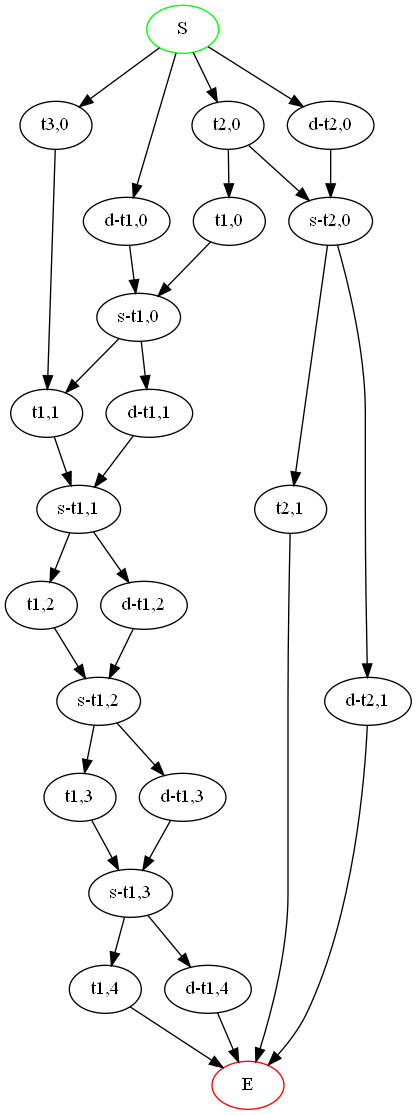 S
t3,0
t2,0
d-t2,0
d-t1,0
t1,0
s-t2,0
s-t1,0
t1,1
d-t1,1
s-t1,1
t2,1
t1,2
d-t1,2
s-t1,2
d-t2,1
t1,3
d-t1,3
s-t1,3
t1,4
d-t1,4
E